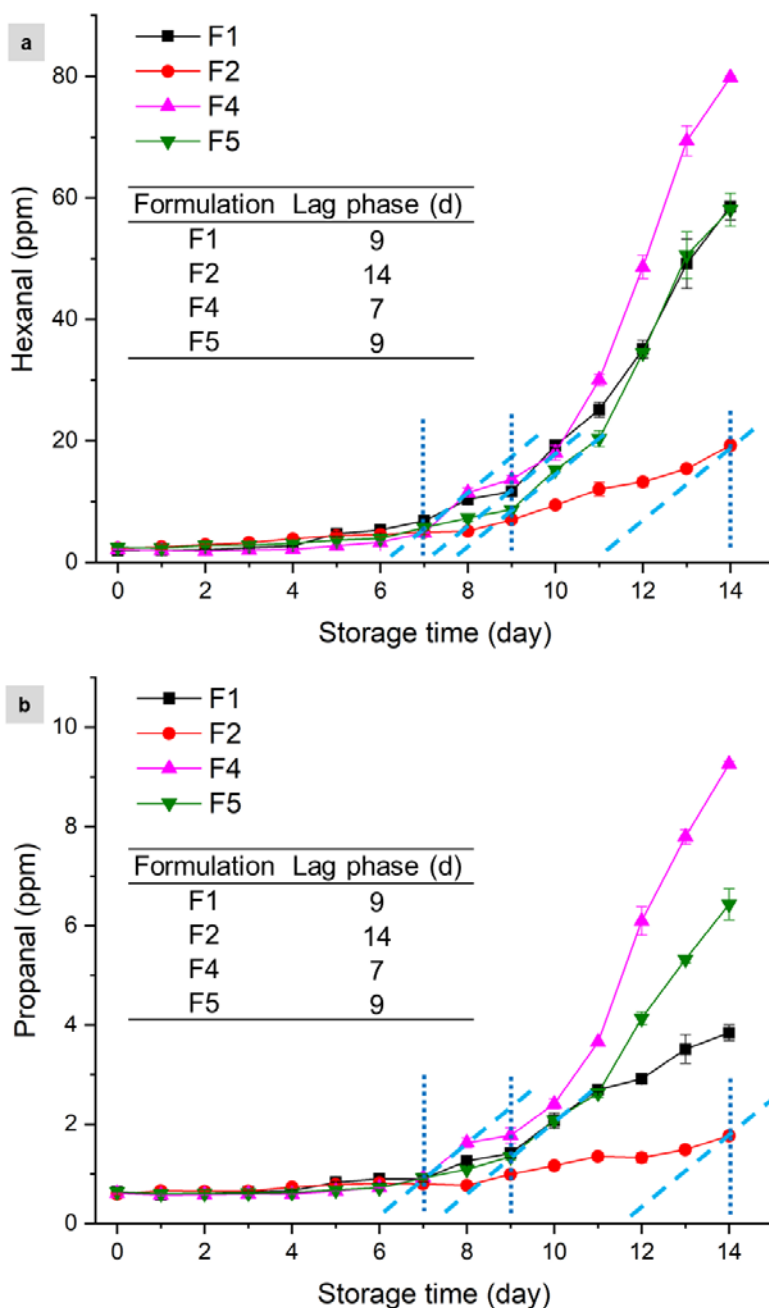 a
F1
F2
F4
F5
80
60
40
20
0
Hexanal (ppm)
Formulation Lag phase (d)
F1 9
F2 14
F4 7
F5 9
0 2 4 6 8 10 12 14
Storage time (day)
b
F1
F2
F4
F5
10
8
6
4
2
0
Propanal (ppm)
Formulation Lag phase (d)
F1 9
F2 14
F4 7
F5 9
0 2 4 6 8 10 12 14
Storage time (day)